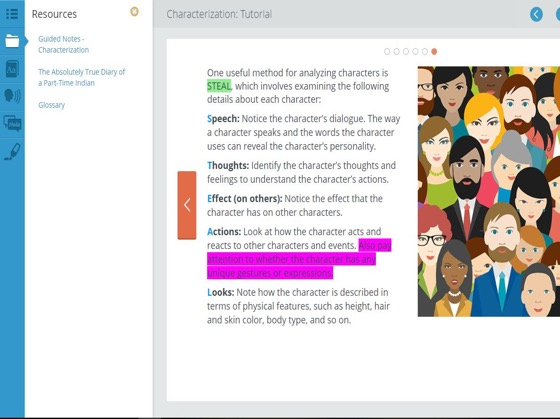 Resources
Guided Notes -
Characterization
The Absolutely True Diary of
a Part-Time Indian
Glossary
Characterization: Tutorial
One useful method for analyzing characters is
STEAL, which involves examining the following
details about each character:
Speech: Notice the character's dialogue. The way
a character speaks and the words the character
uses can reveal the character's personality.
Thoughts: Identify the character's thoughts and
feelings to understand the character's actions.
Effect (on others): Notice the effect that the
character has on other characters.
Actions: Look at how the character acts and
reacts to other characters and events. Also pay
attention to whether the character has any
unique gestures or expressions.
Looks: Note how the character is described in
terms of physical features, such as height, hair
and skin color, body type, and so on.